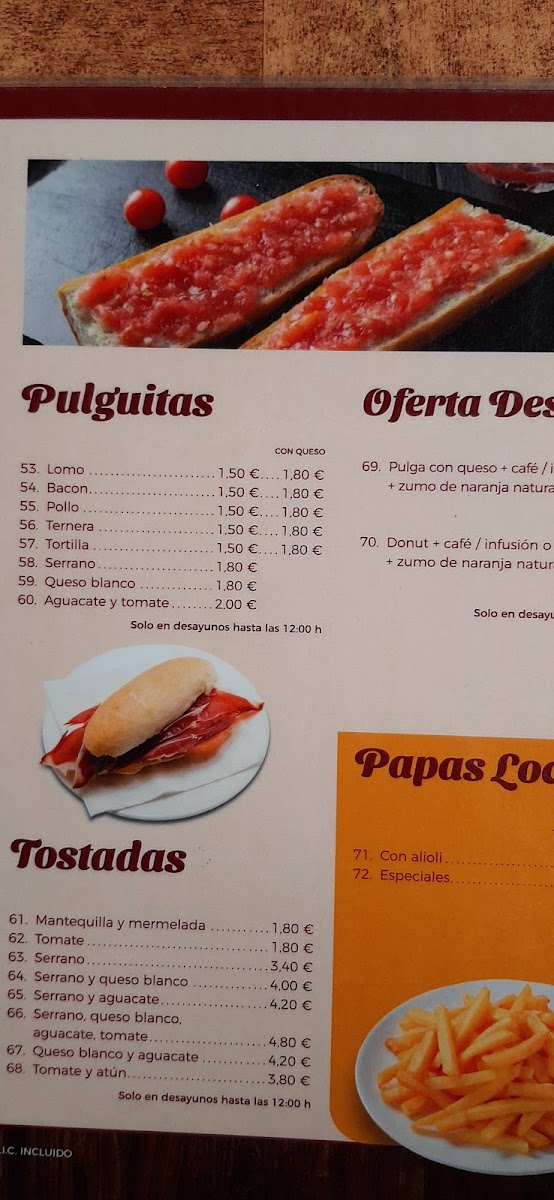 Pulguitas
CON QUESO
53. Lomo ........................ 1,50 €.... 1,80 €
54. Bacon........................ 1,50 €.... 1,80 €
55. Pollo ........................ 1,50 €.... 1,80 €
56. Ternera ..................... 1,50 €.... 1,80 €
57. Tortilla ...................... 1,50 €.... 1,80 €
58. Serrano..................... 1,80 €
59. Queso blanco ............ 1,80 €
60. Aguacate y tomate....... 2,00 €
Solo en desayunos hasta las 12:00 h
Tostadas
61. Mantequilla y mermelada .......... 1,80 €
62. Tomate ................................ 1,80 €
63. Serrano................................ 3,40 €
64. Serrano y queso blanco ............. 4,00 €
65. Serrano y aguacate................... 4,20 €
66. Serrano, queso blanco,
aguacate, tomate..................... 4,80 €
67. Queso blanco y aguacate ........... 4,20 €
68. Tomate y atún......................... 3,80 €
Solo en desayunos hasta las 12:00 h
I.C. INCLUIDO
Oferta Des
69. Pulga con queso + café / i
+ zumo de naranja natura
70. Donut + café / infusión o
+ zumo de naranja natur
Solo en desayu
Papas Loc
71. Con alioli....................
72. Especiales...................